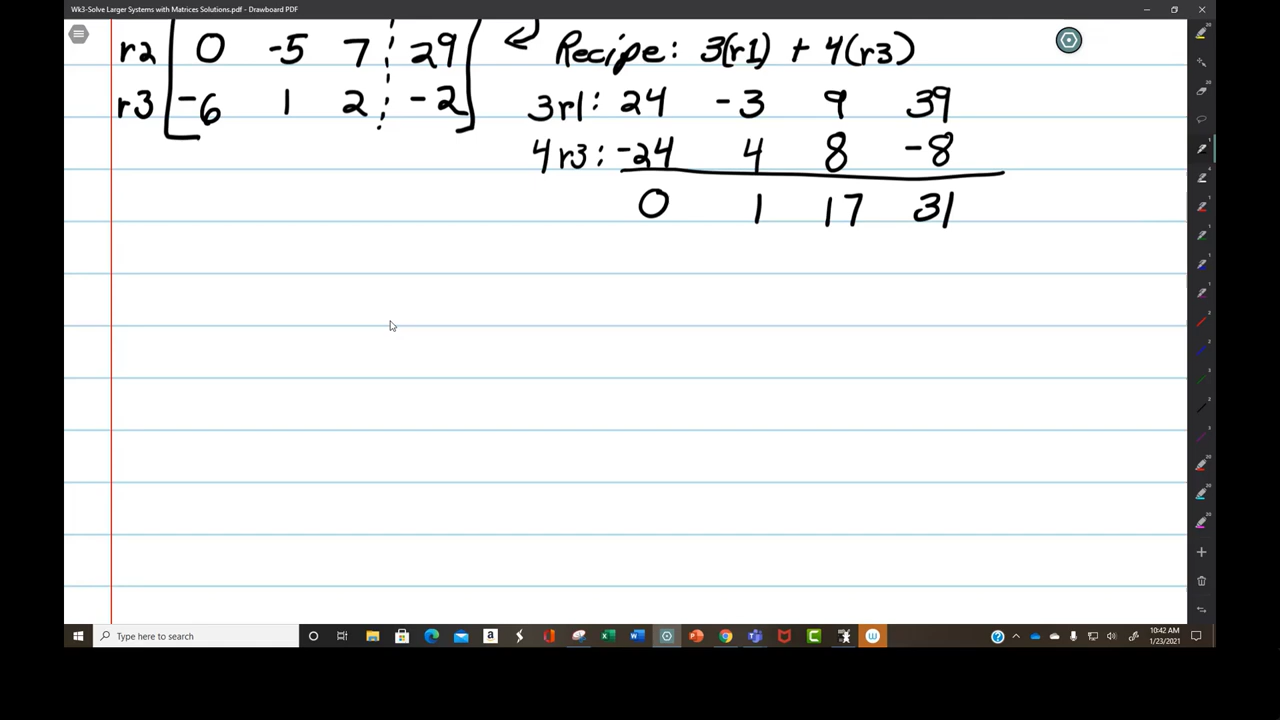 Wk3-Solve Larger Systems with Matrices Solutions.pdf - Drawboard PDF
r2 0 -5 7 29 Recipe: 3(r1) + 4(r3)
r3 -6 1 2 -2 3r1: 24 -3 9 39
4r3: -24 4 8 -8
0 1 17 31
Type here to search
10:42 AM
1/23/2021